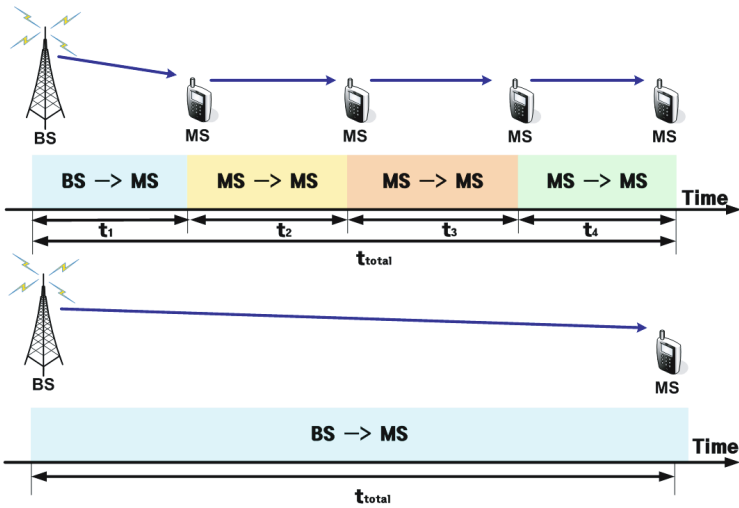 BS
MS
MS
MS
MS
BS –> MS
MS –> MS
MS –> MS
MS –> MS
Time
t1
t2
t3
t4
ttotal
BS
MS
BS –> MS
Time
ttotal